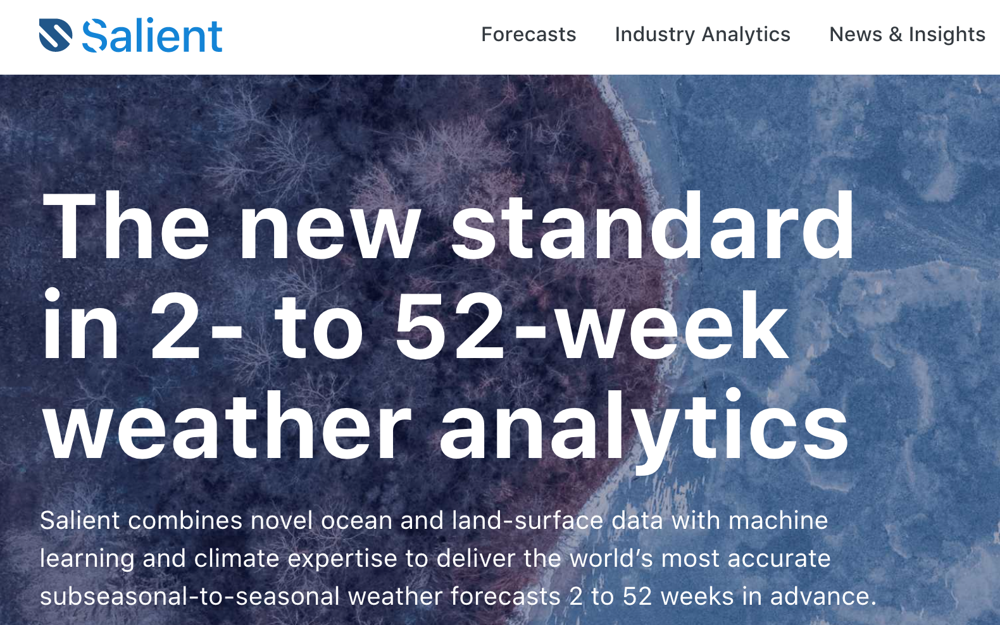 Salient
Forecasts
Industry Analytics
News & Insights
The new standard
in 2- to 52-week
weather analytics
Salient combines novel ocean and land-surface data with machine
learning and climate expertise to deliver the world’s most accurate
subseasonal-to-seasonal weather forecasts 2 to 52 weeks in advance.